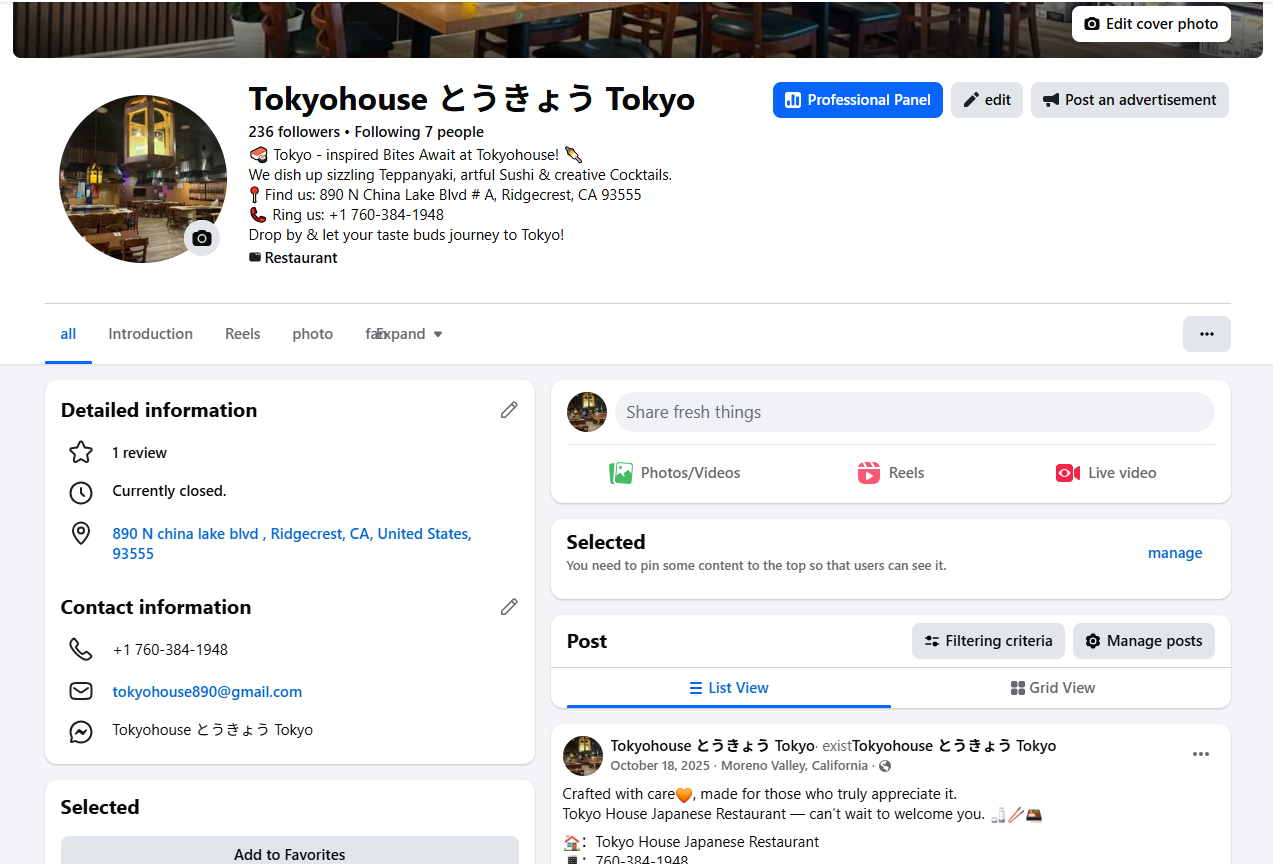 Edit cover photo
Tokyohouse とうきょう Tokyo
236 followers • Following 7 people
Professional Panel
edit
Post an advertisement
🍣 Tokyo - inspired Bites Await at Tokyohouse! 🍾
We dish up sizzling Teppanyaki, artful Sushi & creative Cocktails.
📍 Find us: 890 N China Lake Blvd # A, Ridgecrest, CA 93555
📞 Ring us: +1 760-384-1948
Drop by & let your taste buds journey to Tokyo!
Restaurant
all
Introduction
Reels
photo
Expand
Detailed information
1 review
Currently closed.
890 N china lake blvd , Ridgecrest, CA, United States,
93555
Contact information
+1 760-384-1948
tokyohouse890@gmail.com
Tokyohouse とうきょう Tokyo
Selected
Add to Favorites
Share fresh things
Photos/Videos
Reels
Live video
Selected
You need to pin some content to the top so that users can see it.
manage
Post
Filtering criteria
Manage posts
List View
Grid View
Tokyohouse とうきょう Tokyo· existTokyohouse とうきょう Tokyo
October 18, 2025 · Moreno Valley, California ·
Crafted with care🧡, made for those who truly appreciate it.
Tokyo House Japanese Restaurant — can't wait to welcome you. 🍶🥢🍱
🏠：Tokyo House Japanese Restaurant
📱：760-384-1948